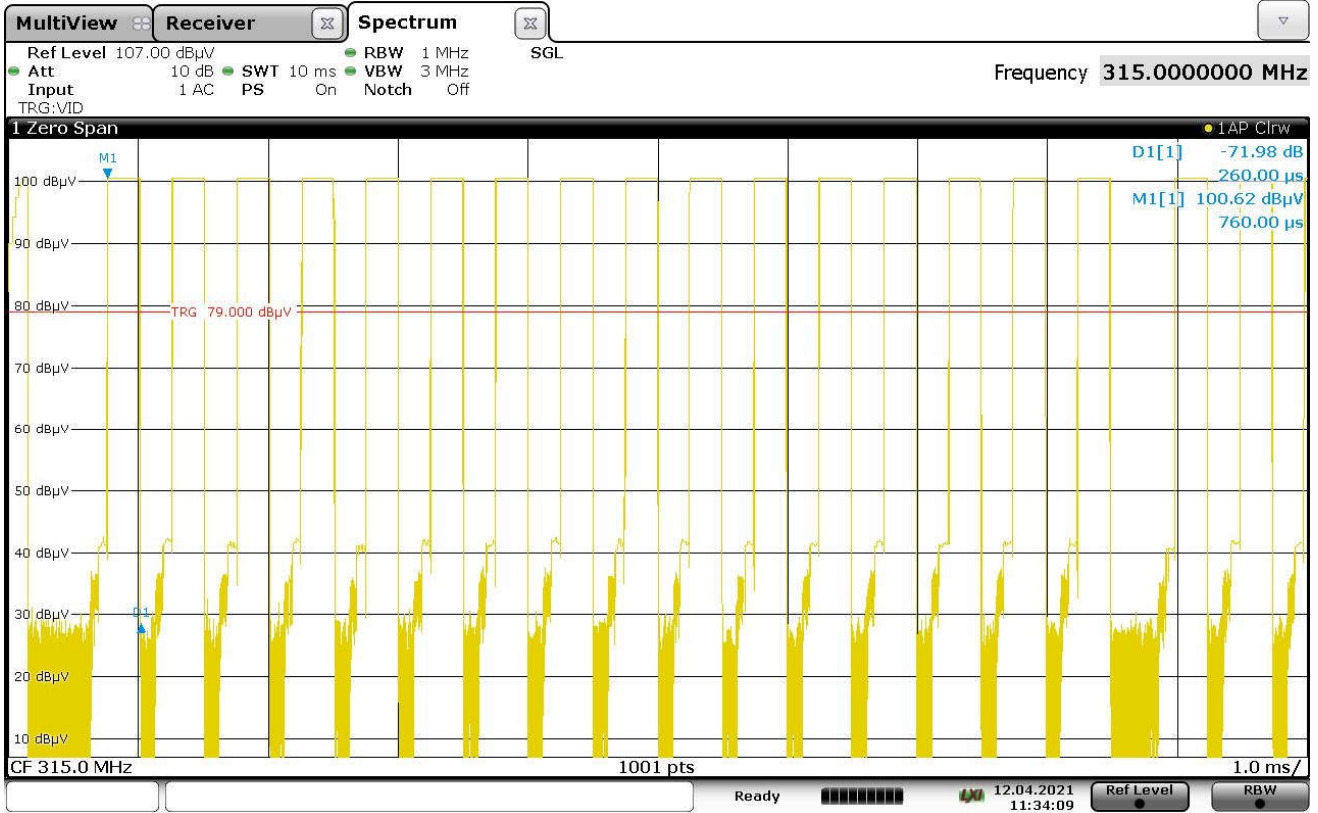 MultiView Receiver Spectrum
Ref Level 107.00 dBµV RBW 1 MHz SGL
Att 10 dB SWT 10 ms VBW 3 MHz Frequency 315.0000000 MHz
Input 1 AC PS On Notch Off
TRG:VID
1 Zero Span 1AP Clrw
D1[1] -71.98 dB
260.00 µs
M1[1] 100.62 dBµV
760.00 µs
M1
100 dBµV
90 dBµV
80 dBµV
TRG 79.000 dBµV
70 dBµV
60 dBµV
50 dBµV
40 dBµV
30 dBµV
D1
20 dBµV
10 dBµV
CF 315.0 MHz 1001 pts 1.0 ms/
Ready LXI 12.04.2021 Ref Level RBW
11:34:09